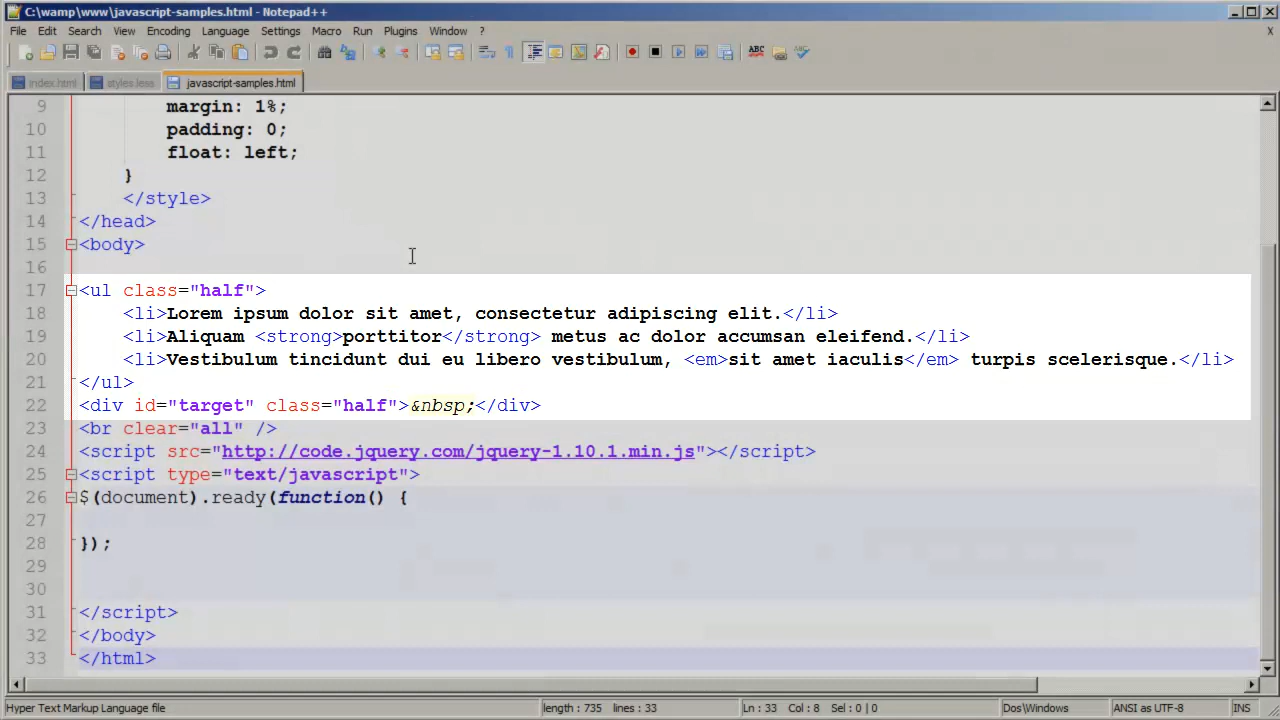 C:\wamp\www\javascript-samples.html - Notepad++
File Edit Search View Encoding Language Settings Macro Run Plugins Window ? X
ABC
index.html styles.less javascript-samples.html
9 margin: 1%;
10 padding: 0;
11 float: left;
12 }
13 </style>
14 </head>
15 <body>
16
17 <ul class="half">
18 <li>Lorem ipsum dolor sit amet, consectetur adipiscing elit.</li>
19 <li>Aliquam <strong>porttitor</strong> metus ac dolor accumsan eleifend.</li>
20 <li>Vestibulum tincidunt dui eu libero vestibulum, <em>sit amet iaculis</em> turpis scelerisque.</li>
21 </ul>
22 <div id="target" class="half">&nbsp;</div>
23 <br clear="all" />
24 <script src="http://code.jquery.com/jquery-1.10.1.min.js"></script>
25 <script type="text/javascript">
26 $(document).ready(function() {
27
28 });
29
30
31 </script>
32 </body>
33 </html>
Hyper Text Markup Language file length : 735 lines : 33 Ln : 33 Col : 8 Sel : 0 | 0 Dos\Windows ANSI as UTF-8 INS